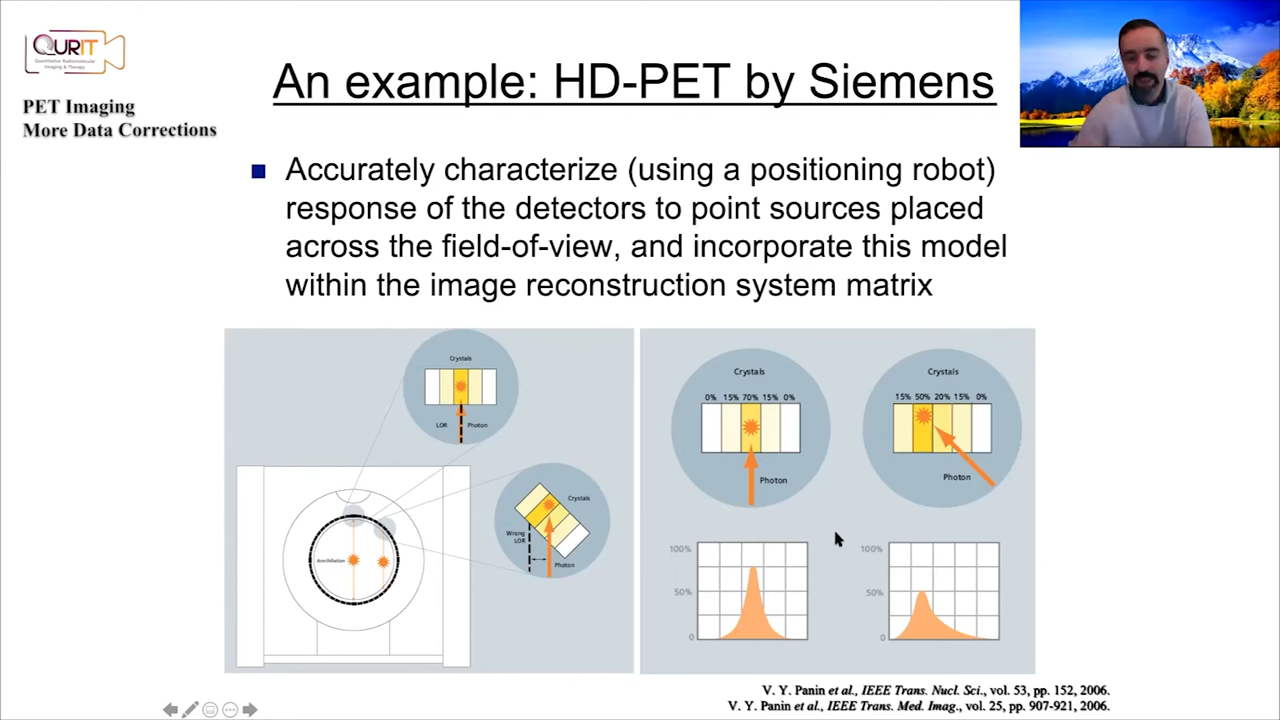 QURIT
Quantitative Radiomolecular
Imaging & Therapy
PET Imaging
More Data Corrections
An example: HD-PET by Siemens
Accurately characterize (using a positioning robot)
response of the detectors to point sources placed
across the field-of-view, and incorporate this model
within the image reconstruction system matrix
Crystals
LOR Photon
Crystals
Wrong
LOR
Photon
Annihilation
Crystals
0% 15% 70% 15% 0%
Photon
Crystals
15% 50% 20% 15% 0%
Photon
100%
50%
0
100%
50%
0
V. Y. Panin et al., IEEE Trans. Nucl. Sci., vol. 53, pp. 152, 2006.
V. Y. Panin et al., IEEE Trans. Med. Imag., vol. 25, pp. 907-921, 2006.